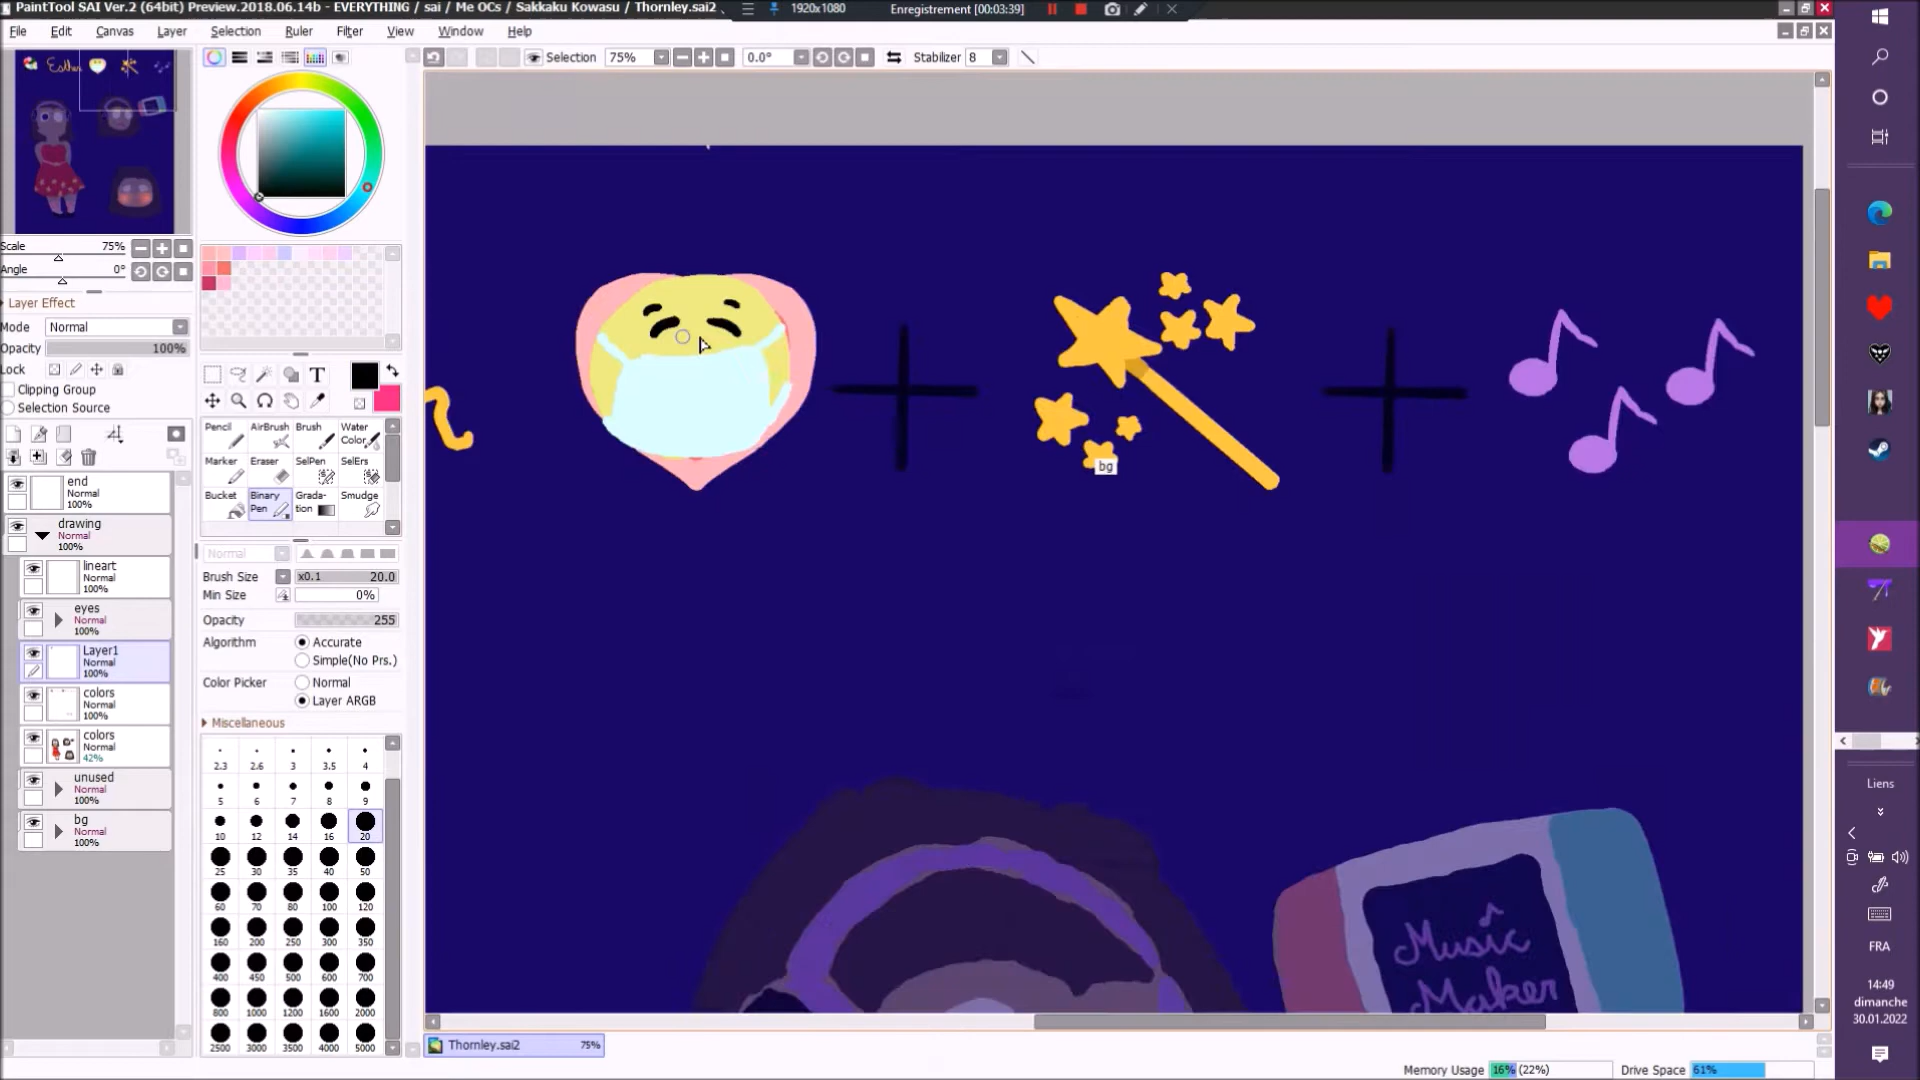 PaintTool SAI Ver.2 (64bit) Preview.2018.06.14b - EVERYTHING / sai / Me OCs / Sakkaku Kowasu / Thornley.sai2
1920x1080
Enregistrement [00:03:39]
File Edit Canvas Layer Selection Ruler Filter View Window Help
Selection 75% 0.0° Stabilizer 8
Scale 75%
Angle 0°
Layer Effect
Mode Normal
Opacity 100%
Lock
Clipping Group
Selection Source
end
Normal
100%
drawing
Normal
100%
lineart
Normal
100%
eyes
Normal
100%
Layer1
Normal
100%
colors
Normal
100%
colors
Normal
42%
unused
Normal
100%
bg
Normal
100%
T
Pencil AirBrush Brush Water Color
Marker Eraser SelPen SelErs
Bucket Binary Pen Grada-tion Smudge
Normal
Brush Size x0.1 20.0
Min Size 0%
Opacity 255
Algorithm Accurate
Simple(No Prs.)
Color Picker Normal
Layer ARGB
Miscellaneous
2.3 2.6 3 3.5 4
5 6 7 8 9
10 12 14 16 20
25 30 35 40 50
60 70 80 100 120
160 200 250 300 350
400 450 500 600 700
800 1000 1200 1600 2000
2500 3000 3500 4000 5000
bg
Music
Maker
Thornley.sai2 75%
Memory Usage 16% (22%) Drive Space 61%
Liens
FRA
14:49
dimanche
30.01.2022